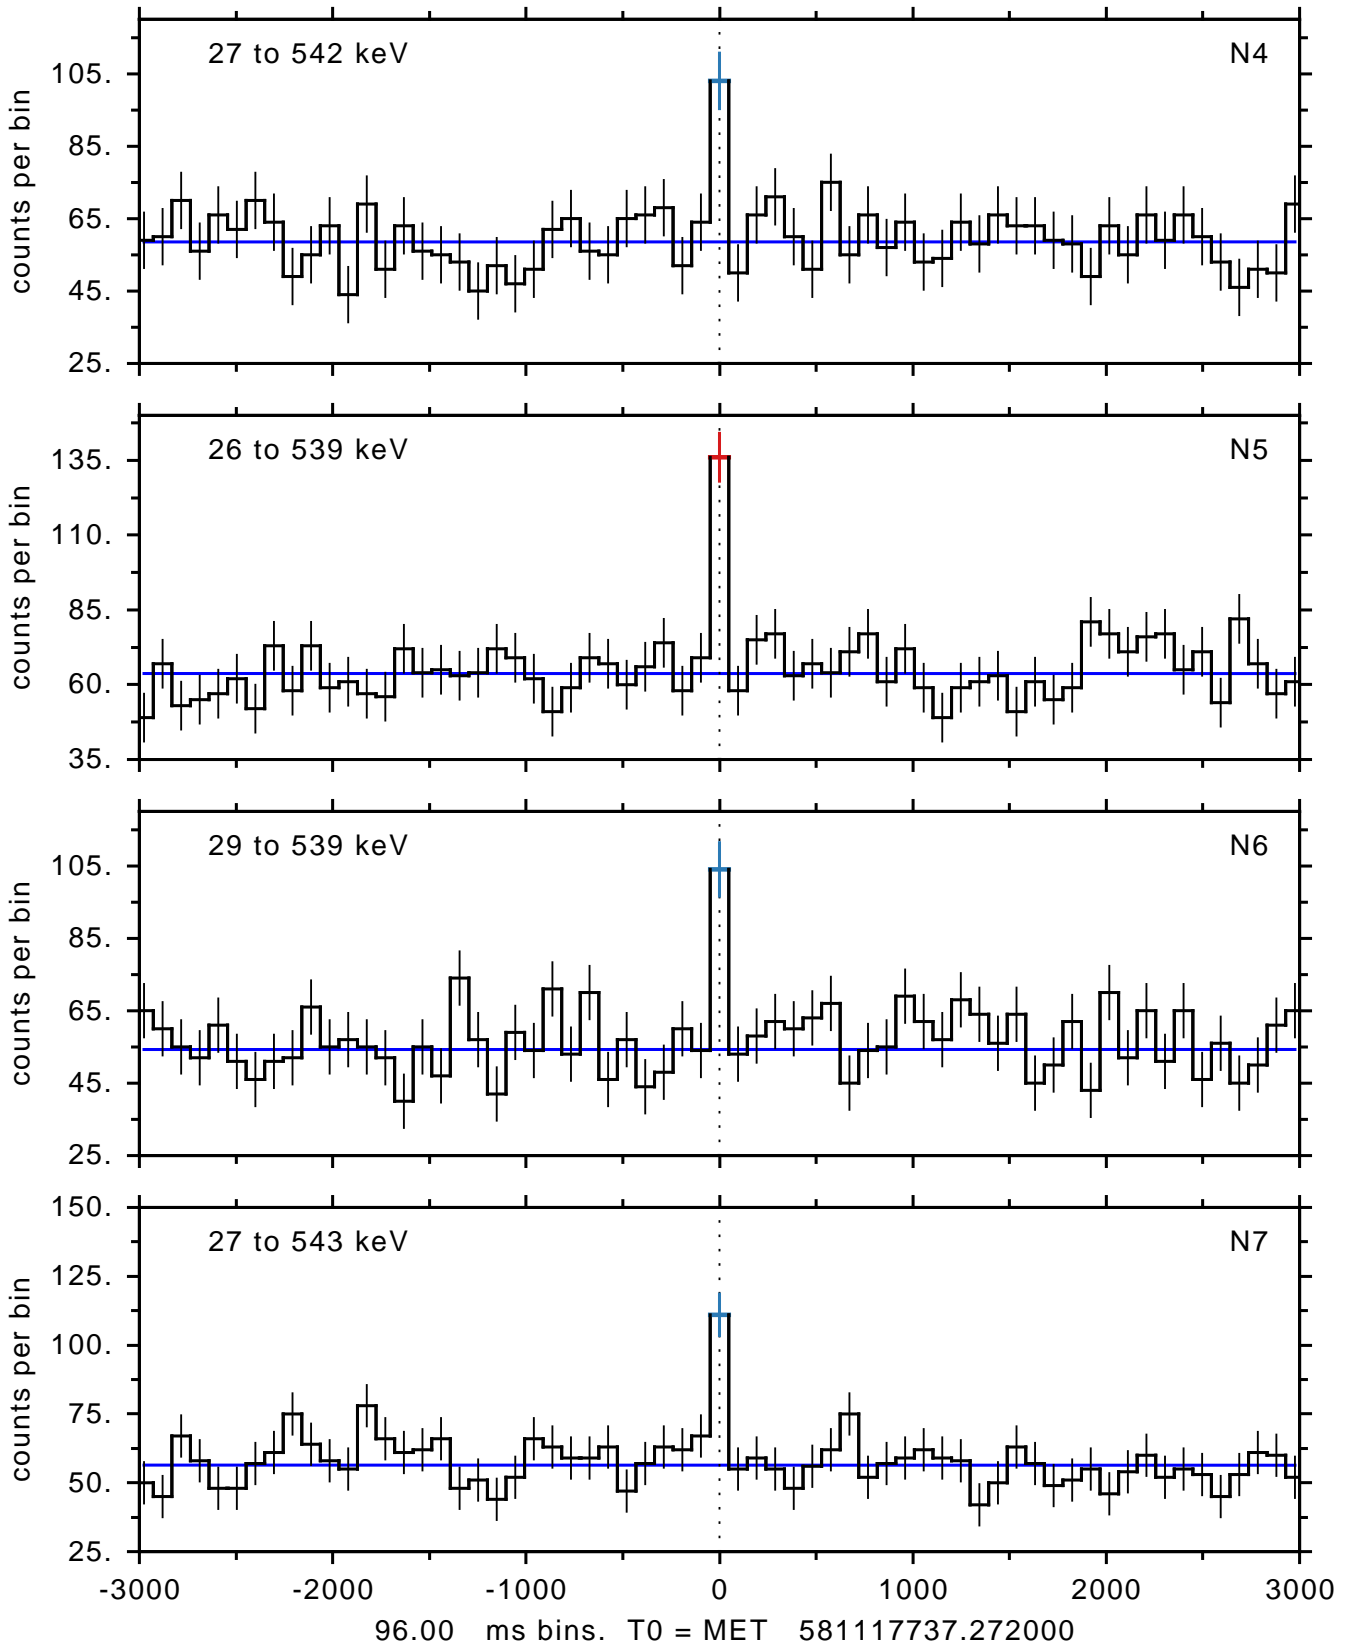 27 to 542 keV N4
105.
85.
65.
45.
25.
counts per bin
26 to 539 keV N5
135.
110.
85.
60.
35.
counts per bin
29 to 539 keV N6
105.
85.
65.
45.
25.
counts per bin
27 to 543 keV N7
150.
125.
100.
75.
50.
25.
counts per bin
-3000 -2000 -1000 0 1000 2000 3000
96.00 ms bins. T0 = MET 581117737.272000